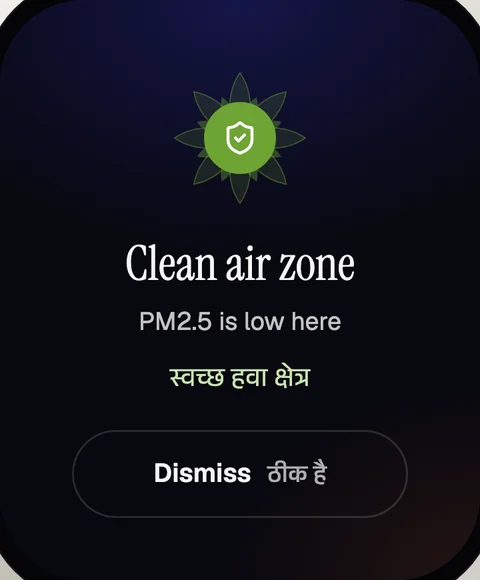 Clean air zone
PM2.5 is low here
स्वच्छ हवा क्षेत्र
Dismiss ठीक है